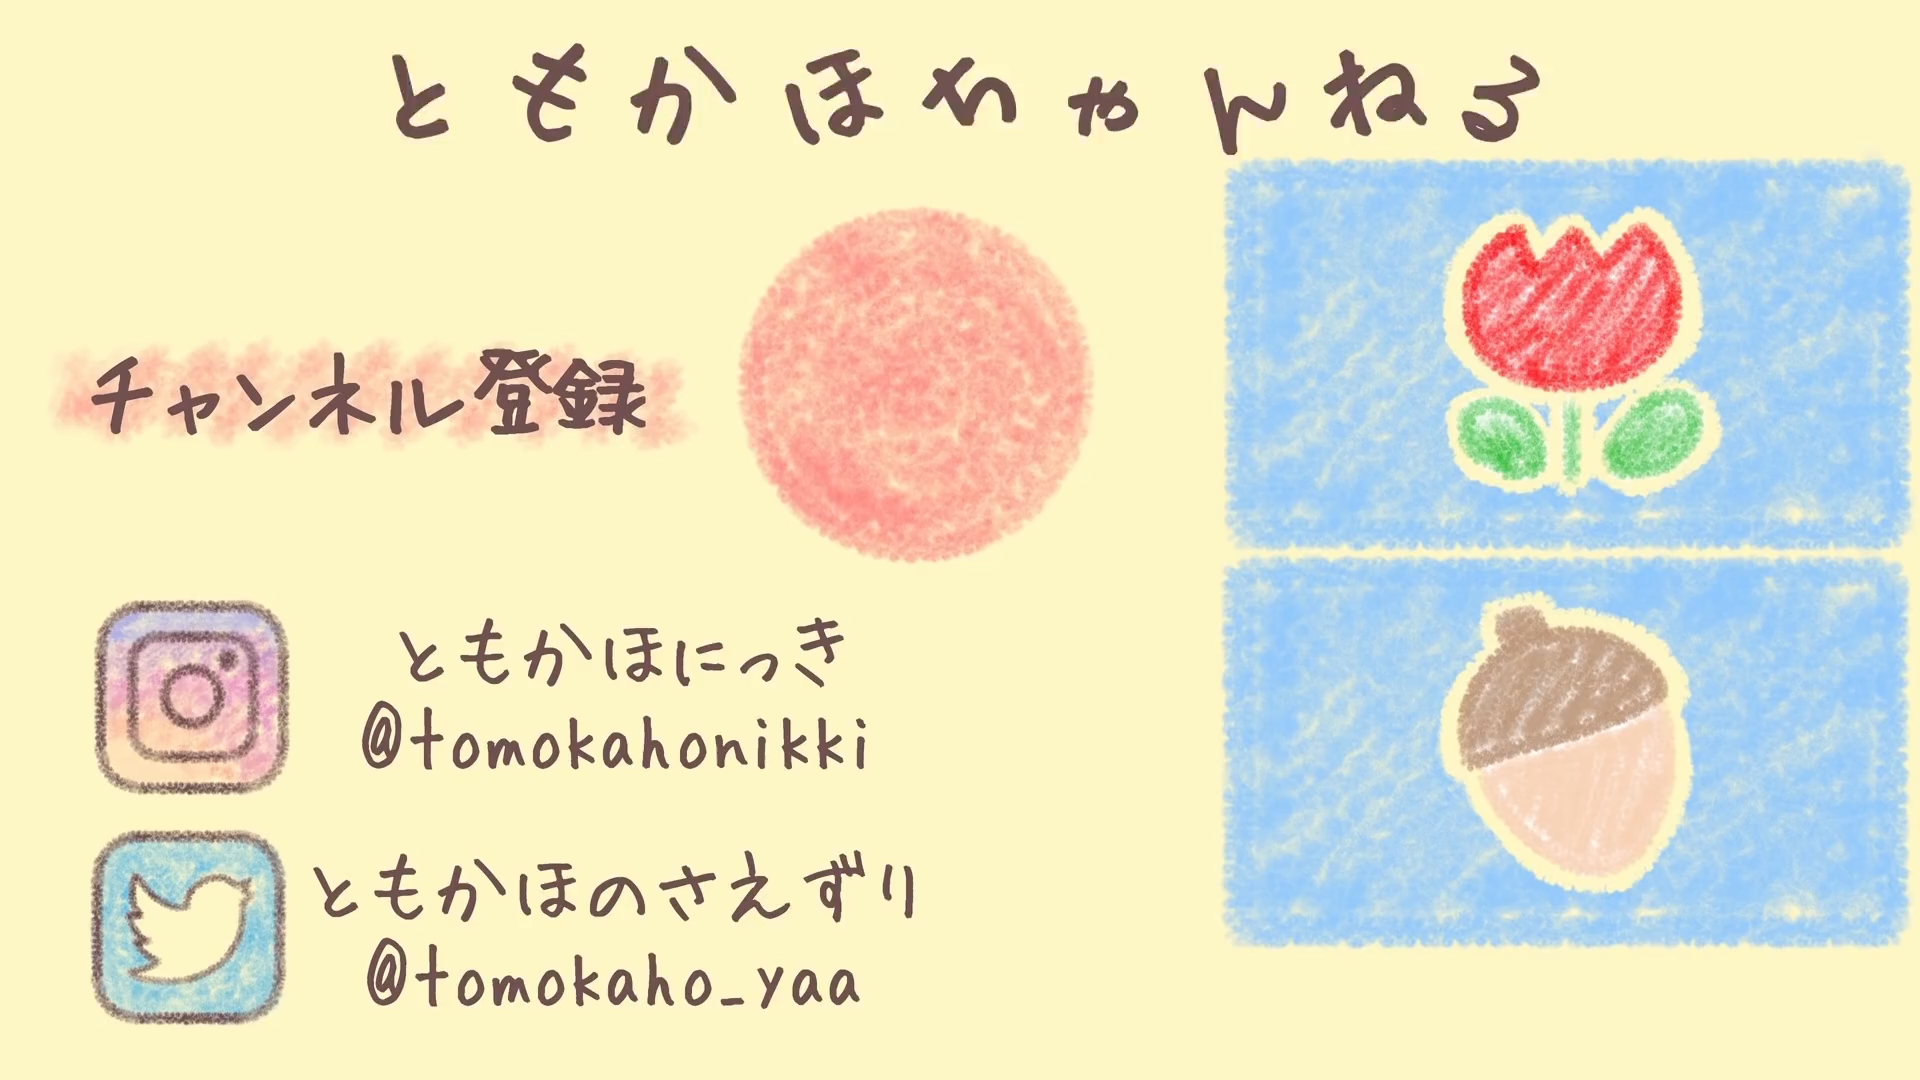 ともかほちゃんねる
チャンネル登録
ともかほにっき
@tomokahonikki
ともかほのさえずり
@tomokaho_yaa